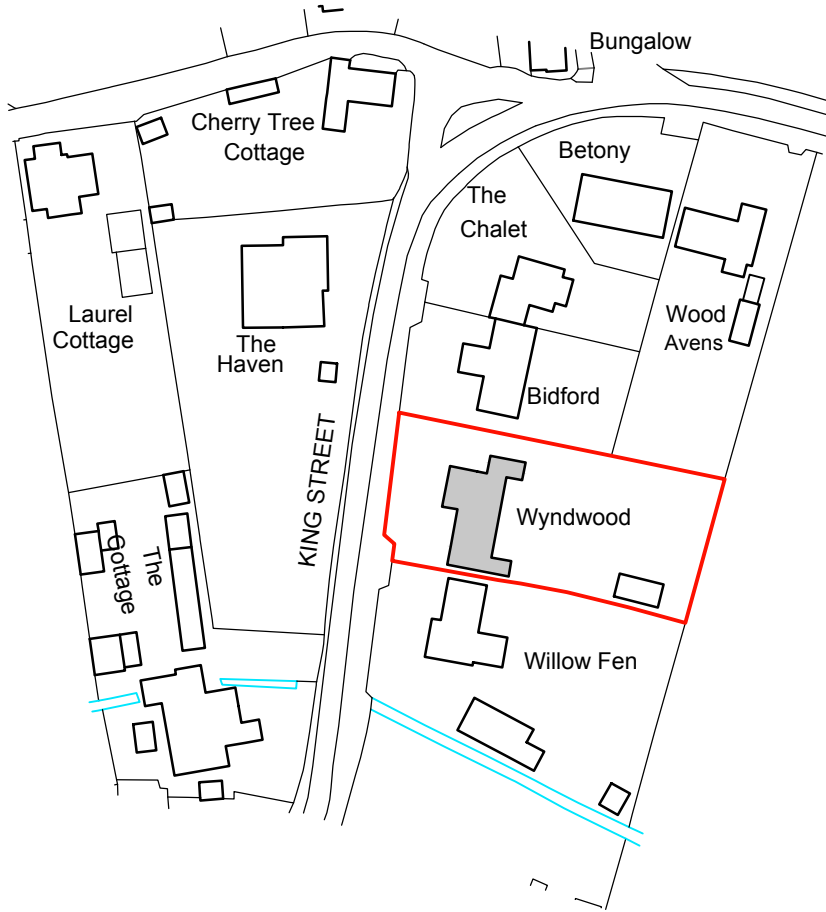 Bungalow
Cherry Tree
Cottage
Betony
The
Chalet
Laurel
Cottage
The
Haven
Wood
Avens
Bidford
KING STREET
Wyndwood
The
Cottage
Willow Fen